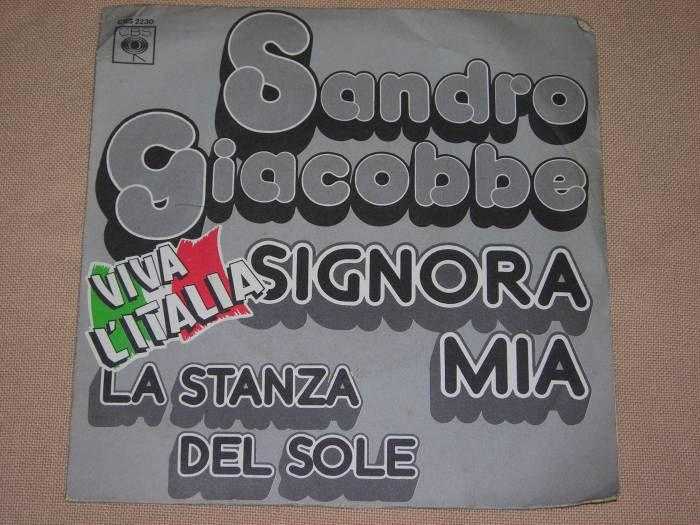 CBS 2230
CBS
Sandro
Giacobbe
VIVA
L'ITALIA
SIGNORA
MIA
LA STANZA
DEL SOLE